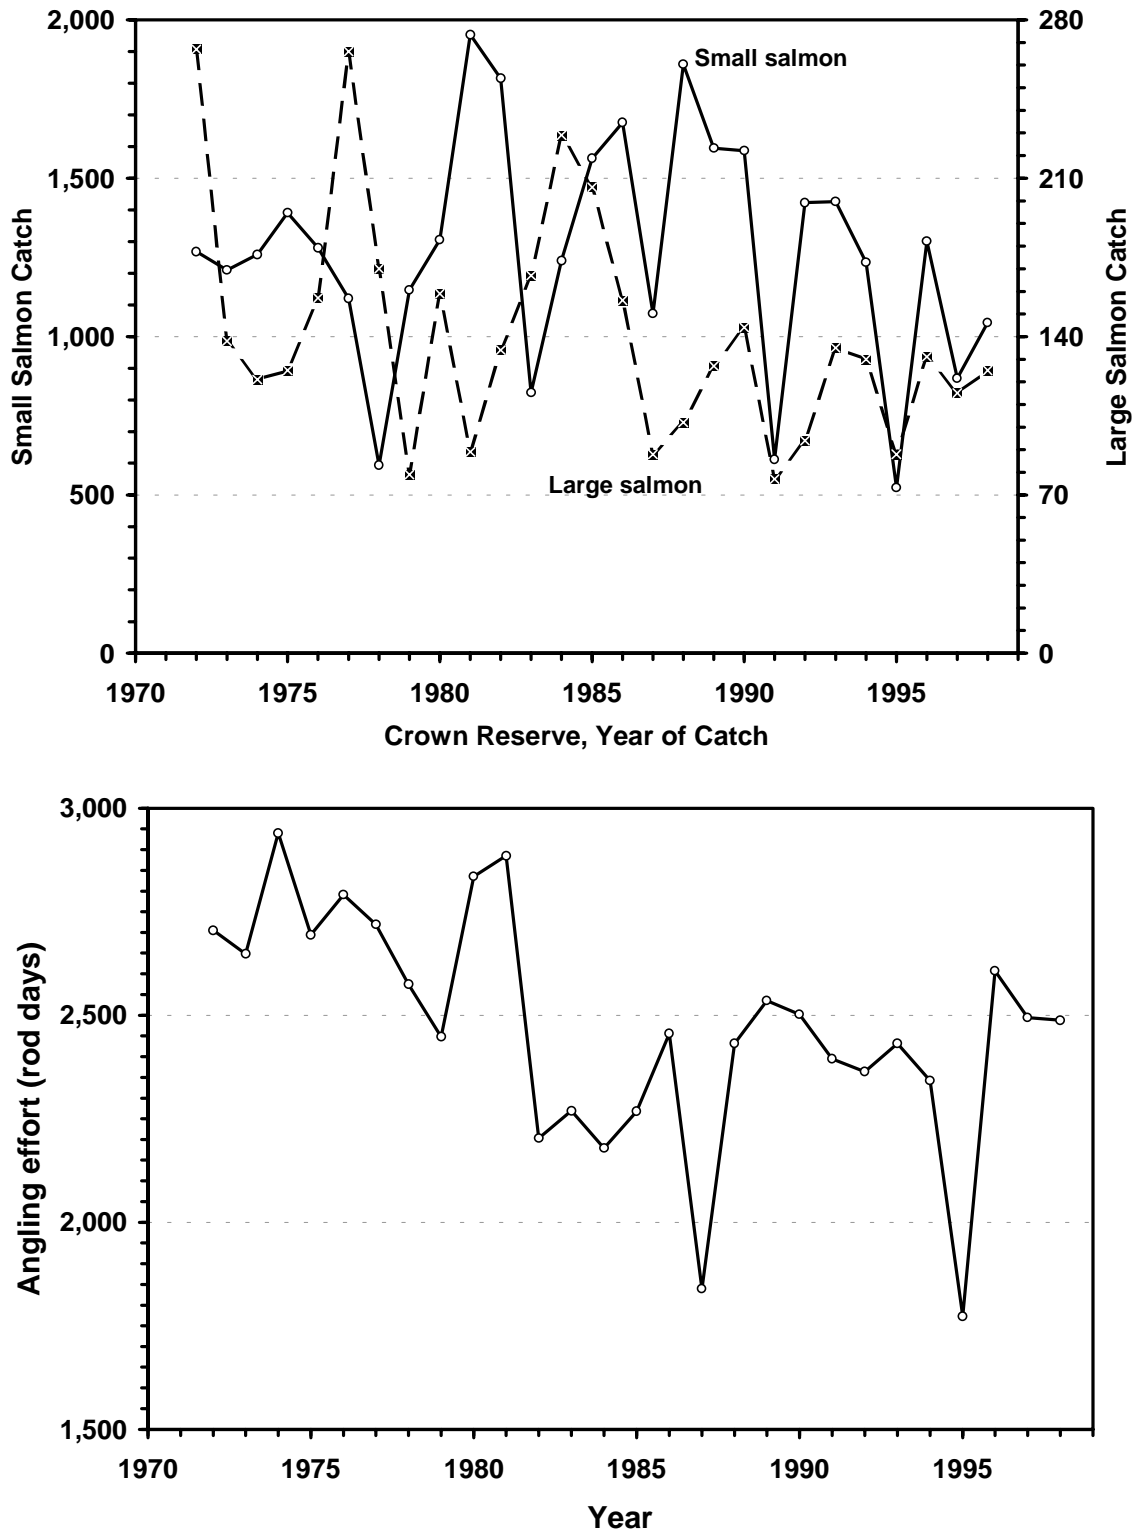 2,000
280
Small salmon
1,500
210
Small Salmon Catch
Large Salmon Catch
1,000
140
Large salmon
500
70
0
0
1970 1975 1980 1985 1990 1995
Crown Reserve, Year of Catch
3,000
2,500
Angling effort (rod days)
2,000
1,500
1970 1975 1980 1985 1990 1995
Year